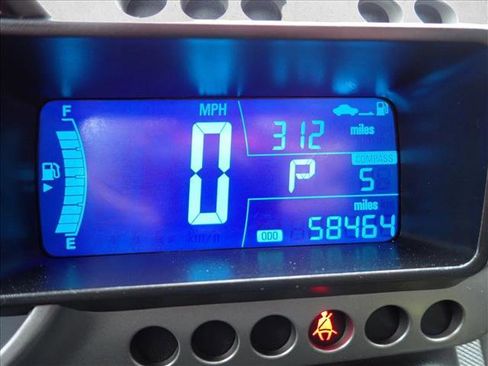 F
MPH
0
312
miles
COMPASS
P
S
miles
E
ODO
58464